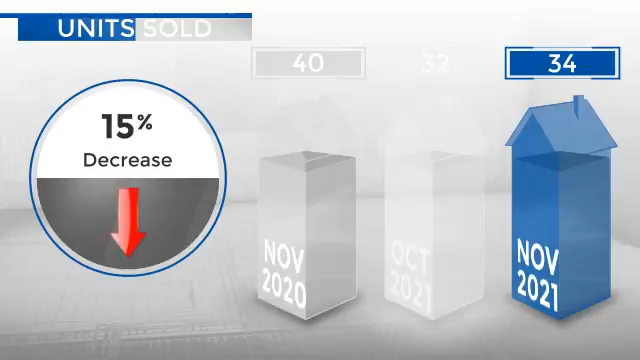 UNITS SOLD
40
32
34
15%
Decrease
NOV
2020
OCT
2021
NOV
2021